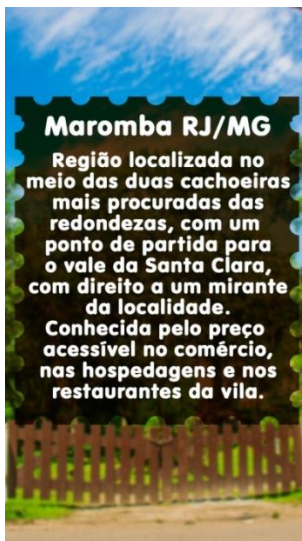 Maromba RJ/MG
Região localizada no
meio das duas cachoeiras
mais procuradas das
redondezas, com um
ponto de partida para
o vale da Santa Clara,
com direito a um mirante
da localidade.
Conhecida pelo preço
acessível no comércio,
nas hospedagens e nos
restaurantes da vila.